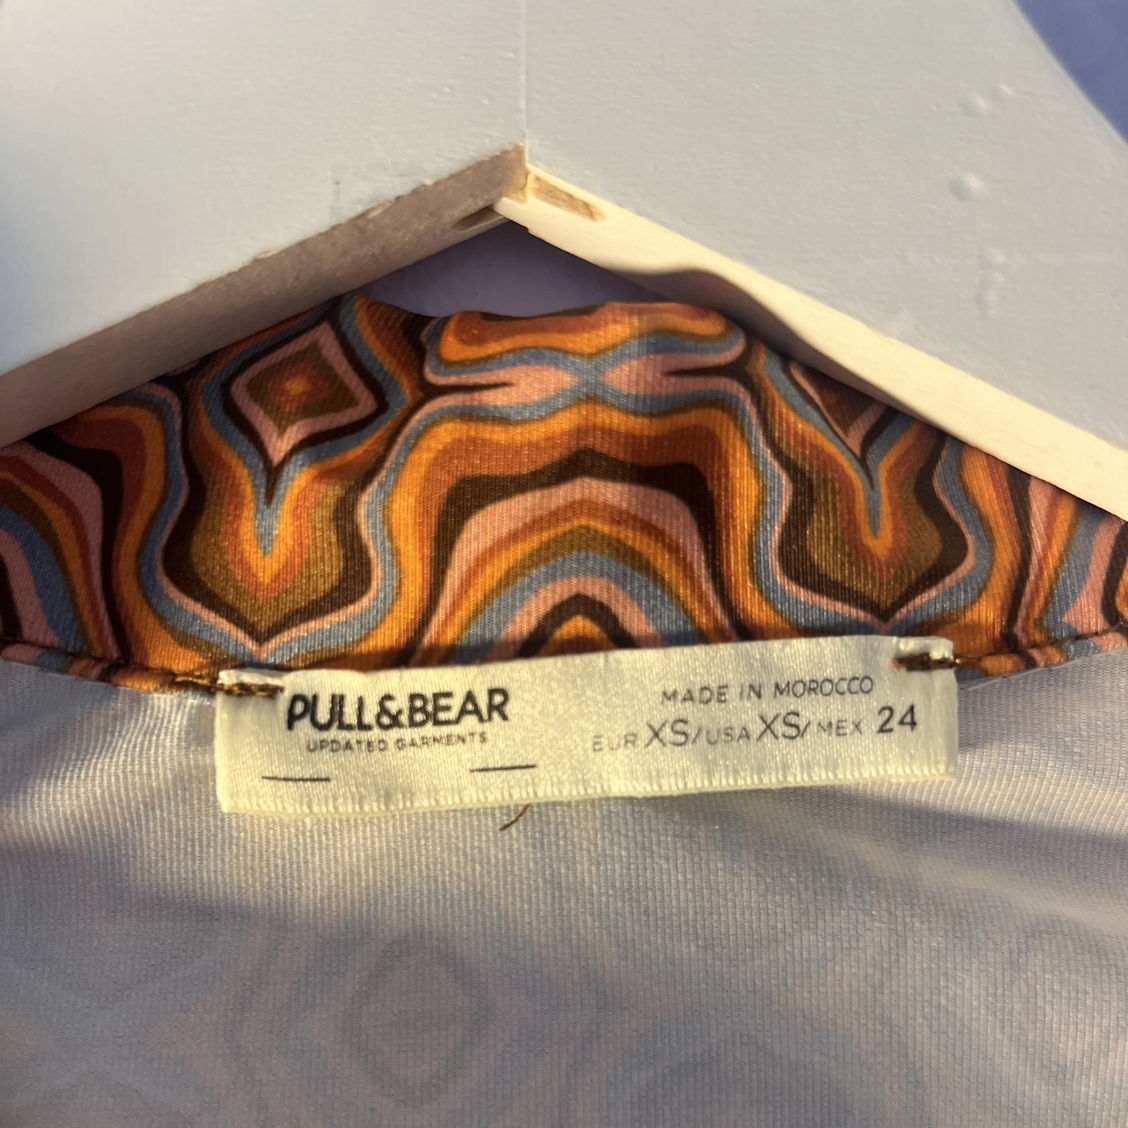 PULL&BEAR
UPDATED GARMENTS
MADE IN MOROCCO
EUR XS/USA XS/MEX 24